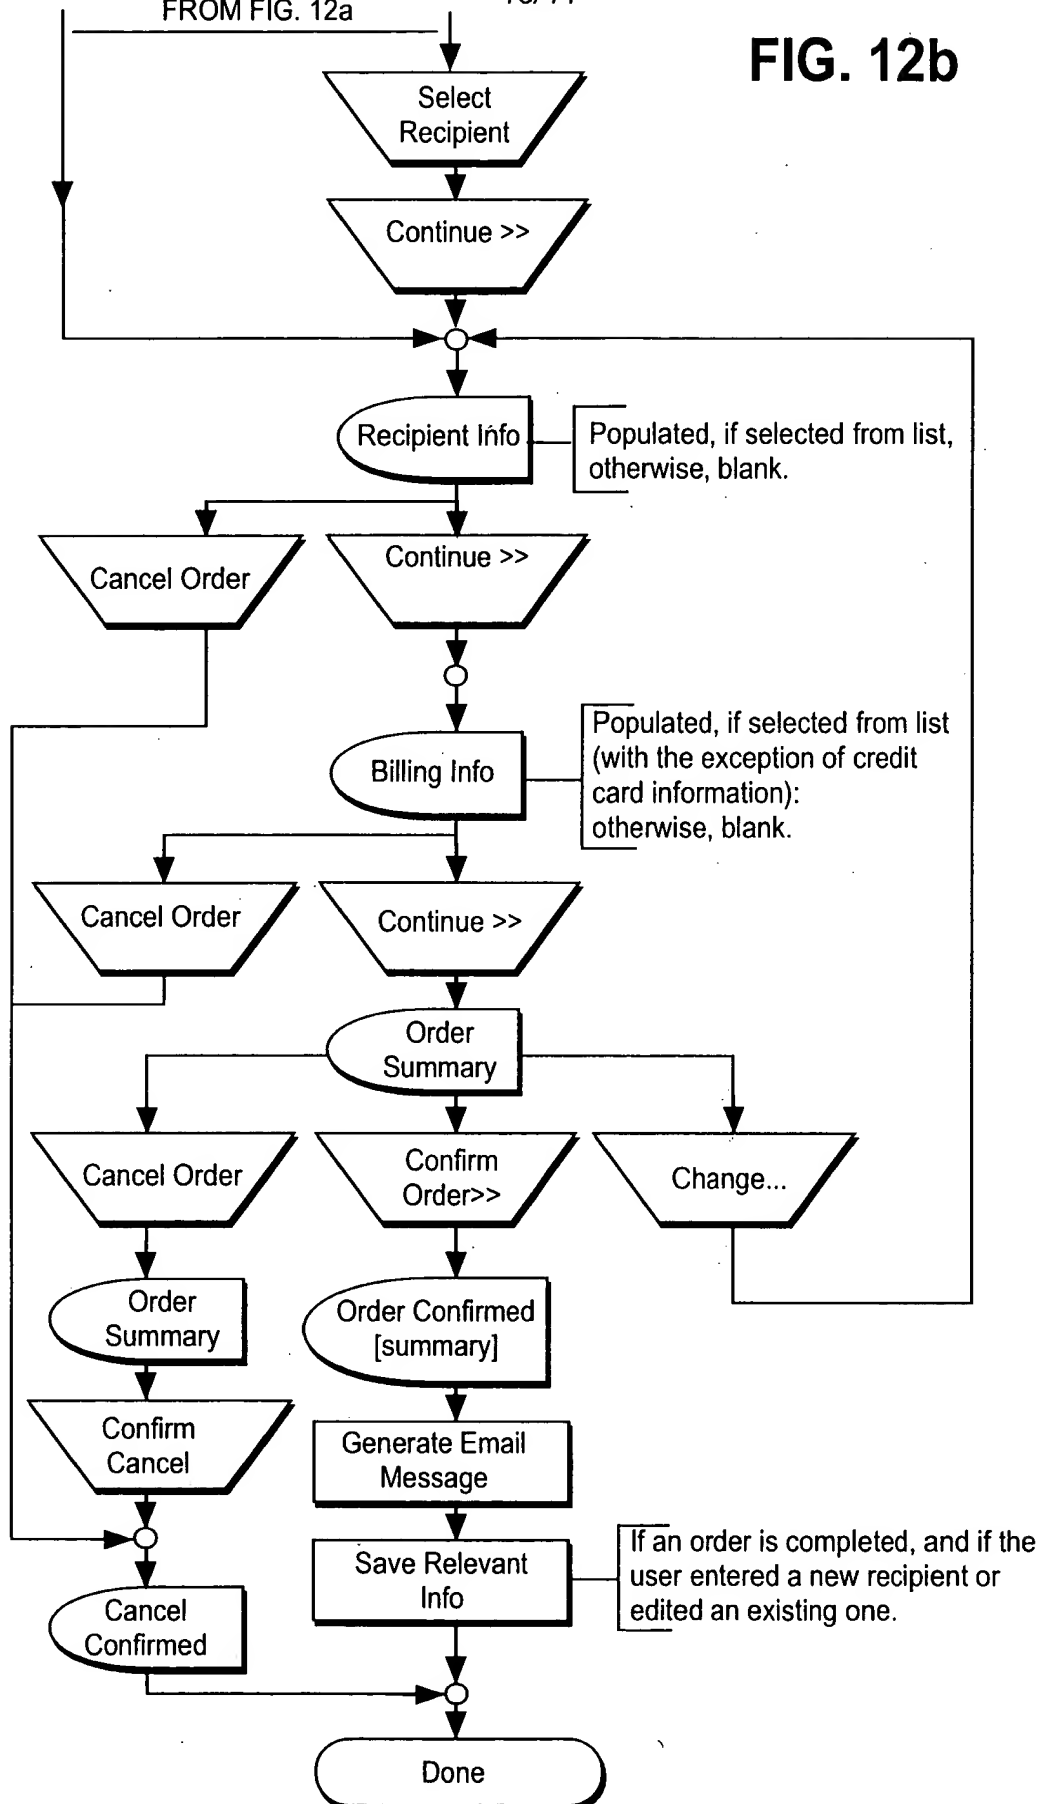 FROM FIG. 12a
FIG. 12b
Select
Recipient
Continue >>
Recipient Info
Populated, if selected from list,
otherwise, blank.
Cancel Order
Continue >>
Billing Info
Populated, if selected from list
(with the exception of credit
card information):
otherwise, blank.
Cancel Order
Continue >>
Order
Summary
Cancel Order
Confirm
Order>>
Change...
Order
Summary
Order Confirmed
[summary]
Confirm
Cancel
Generate Email
Message
Save Relevant
Info
If an order is completed, and if the
user entered a new recipient or
edited an existing one.
Cancel
Confirmed
Done